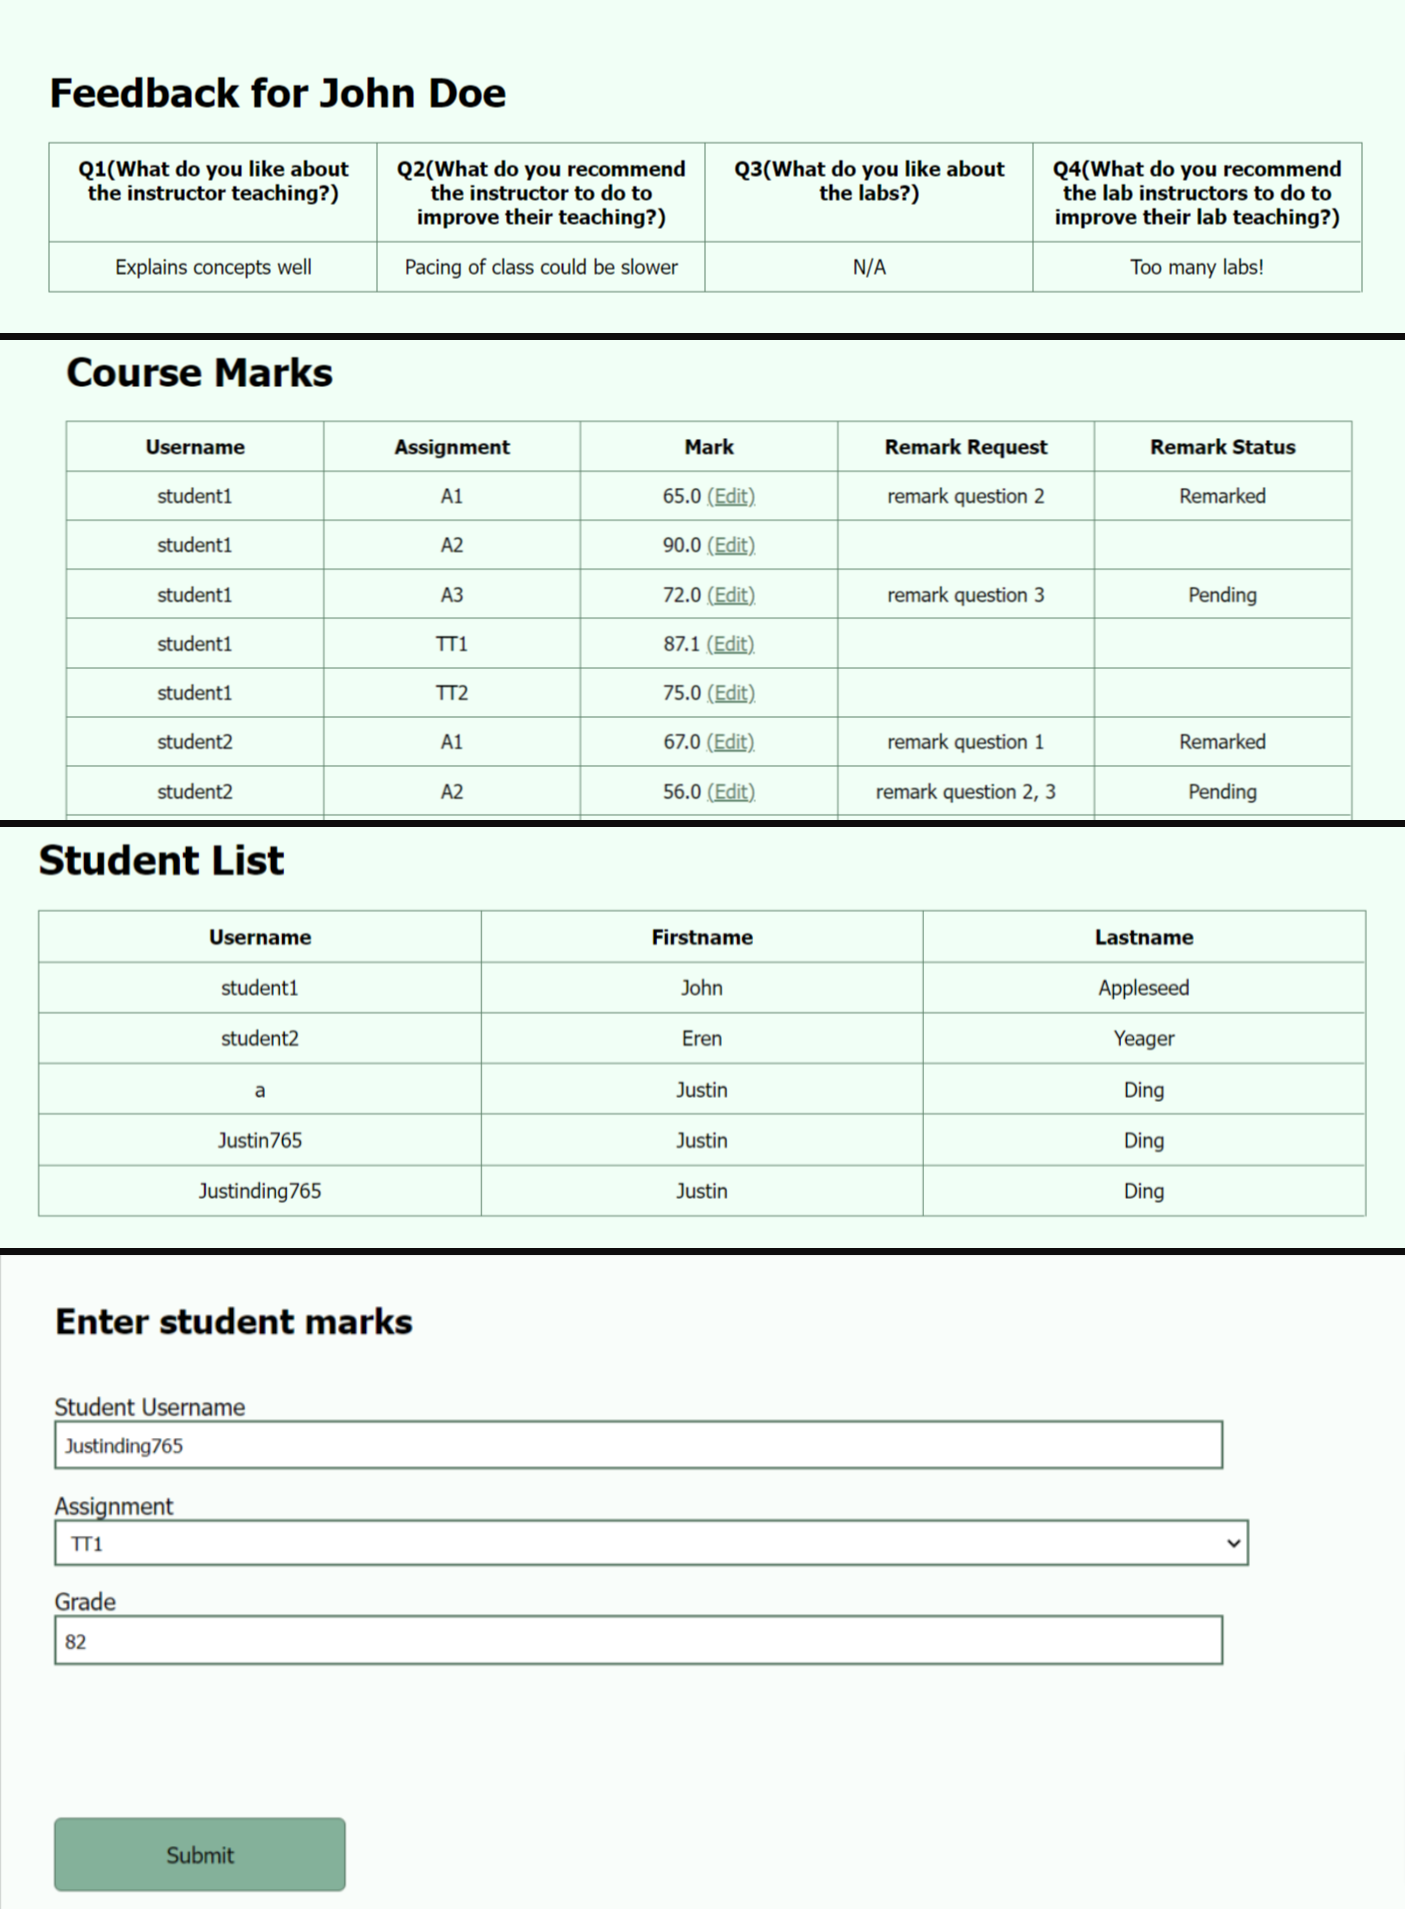 Feedback for John Doe
Q1(What do you like about the instructor teaching?) Q2(What do you recommend the instructor to do to improve their teaching?) Q3(What do you like about the labs?) Q4(What do you recommend the lab instructors to do to improve their lab teaching?)
Explains concepts well Pacing of class could be slower N/A Too many labs!
Course Marks
Username Assignment Mark Remark Request Remark Status
student1 A1 65.0 (Edit) remark question 2 Remarked
student1 A2 90.0 (Edit)
student1 A3 72.0 (Edit) remark question 3 Pending
student1 TT1 87.1 (Edit)
student1 TT2 75.0 (Edit)
student2 A1 67.0 (Edit) remark question 1 Remarked
student2 A2 56.0 (Edit) remark question 2, 3 Pending
Student List
Username Firstname Lastname
student1 John Appleseed
student2 Eren Yeager
a Justin Ding
Justin765 Justin Ding
Justinding765 Justin Ding
Enter student marks
Student Username
Justinding765
Assignment
TT1
Grade
82
Submit